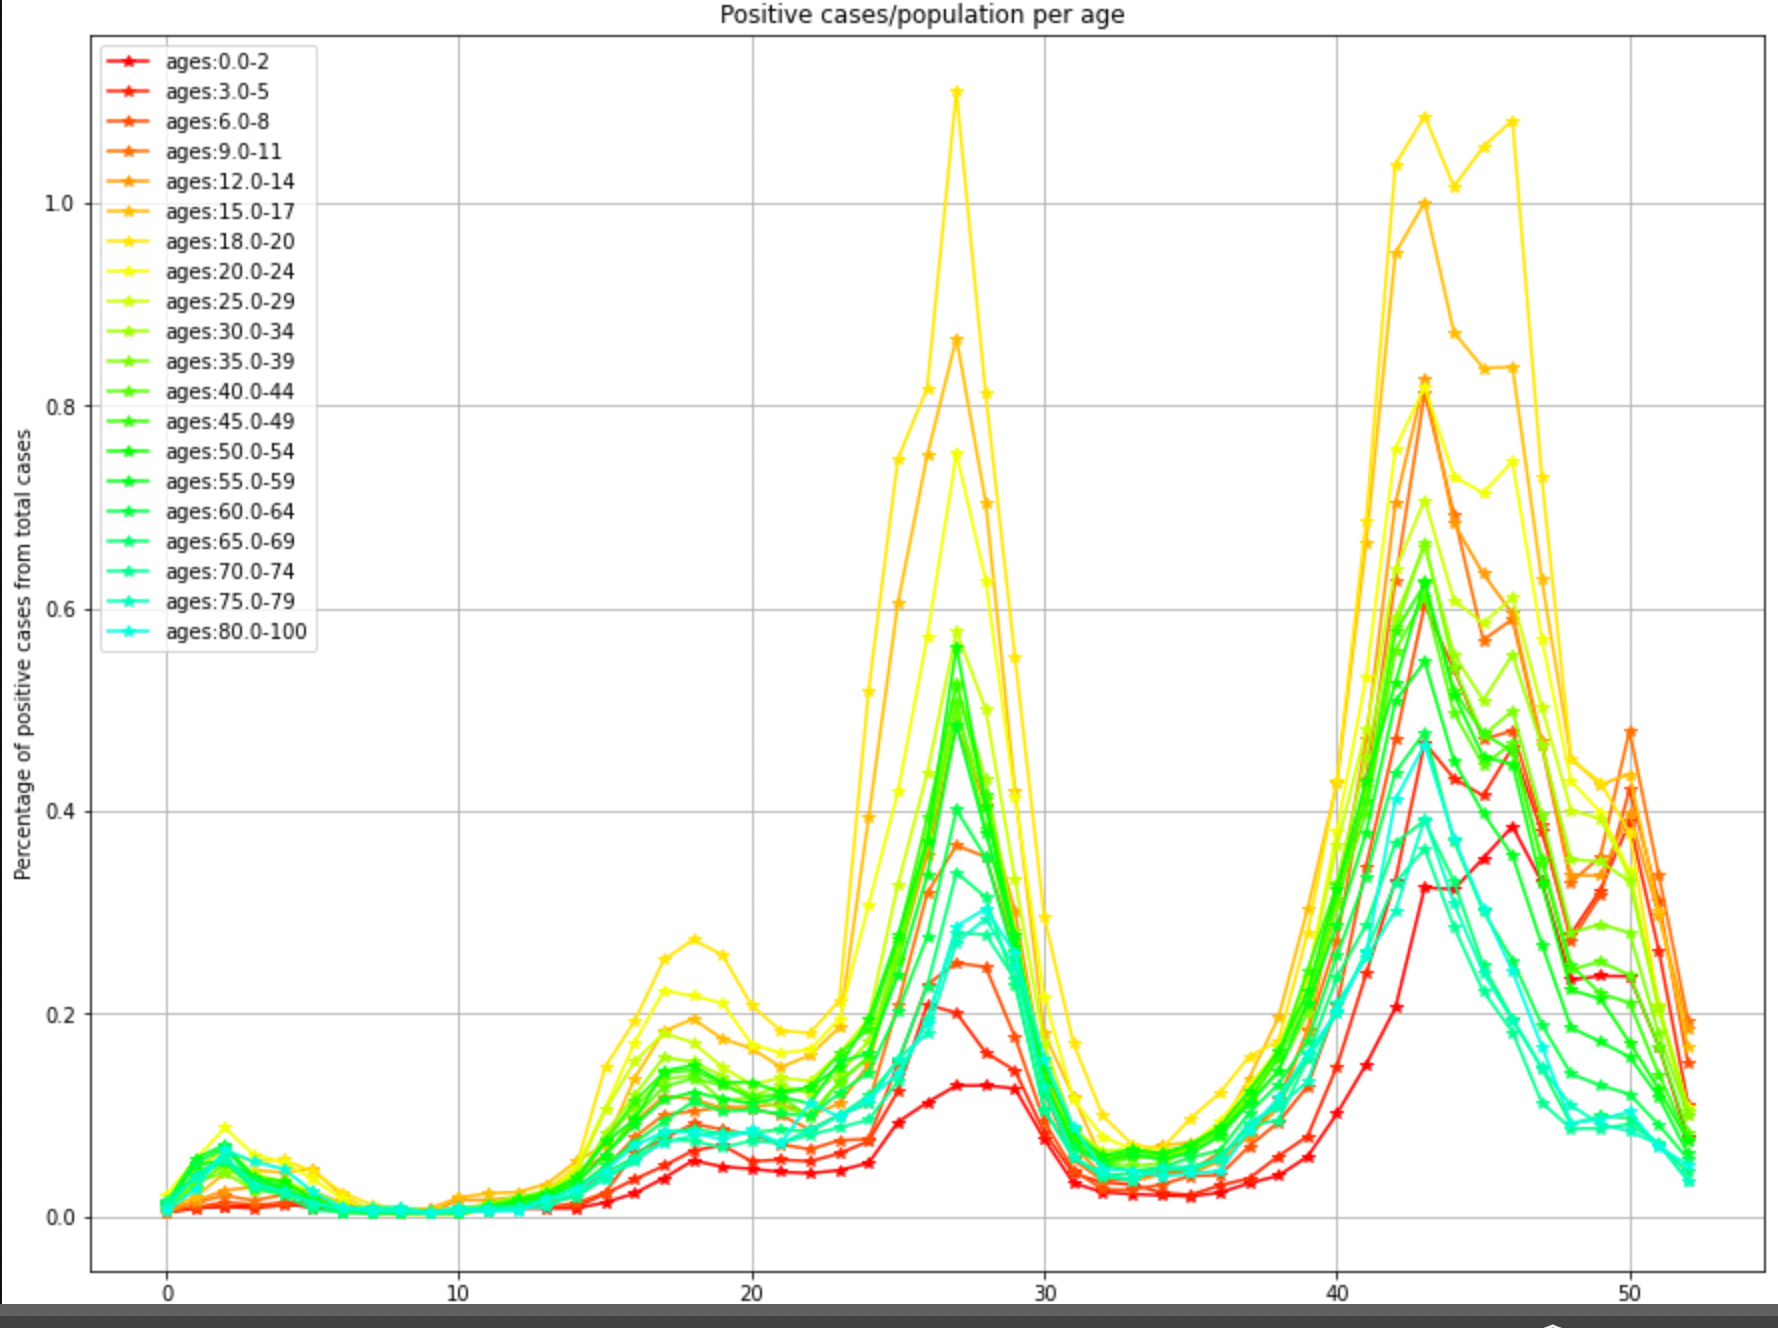 Positive cases/population per age
ages:0.0-2
ages:3.0-5
ages:6.0-8
ages:9.0-11
ages:12.0-14
ages:15.0-17
ages:18.0-20
ages:20.0-24
ages:25.0-29
ages:30.0-34
ages:35.0-39
ages:40.0-44
ages:45.0-49
ages:50.0-54
ages:55.0-59
ages:60.0-64
ages:65.0-69
ages:70.0-74
ages:75.0-79
ages:80.0-100
Percentage of positive cases from total cases
1.0
0.8
0.6
0.4
0.2
0.0
0 10 20 30 40 50